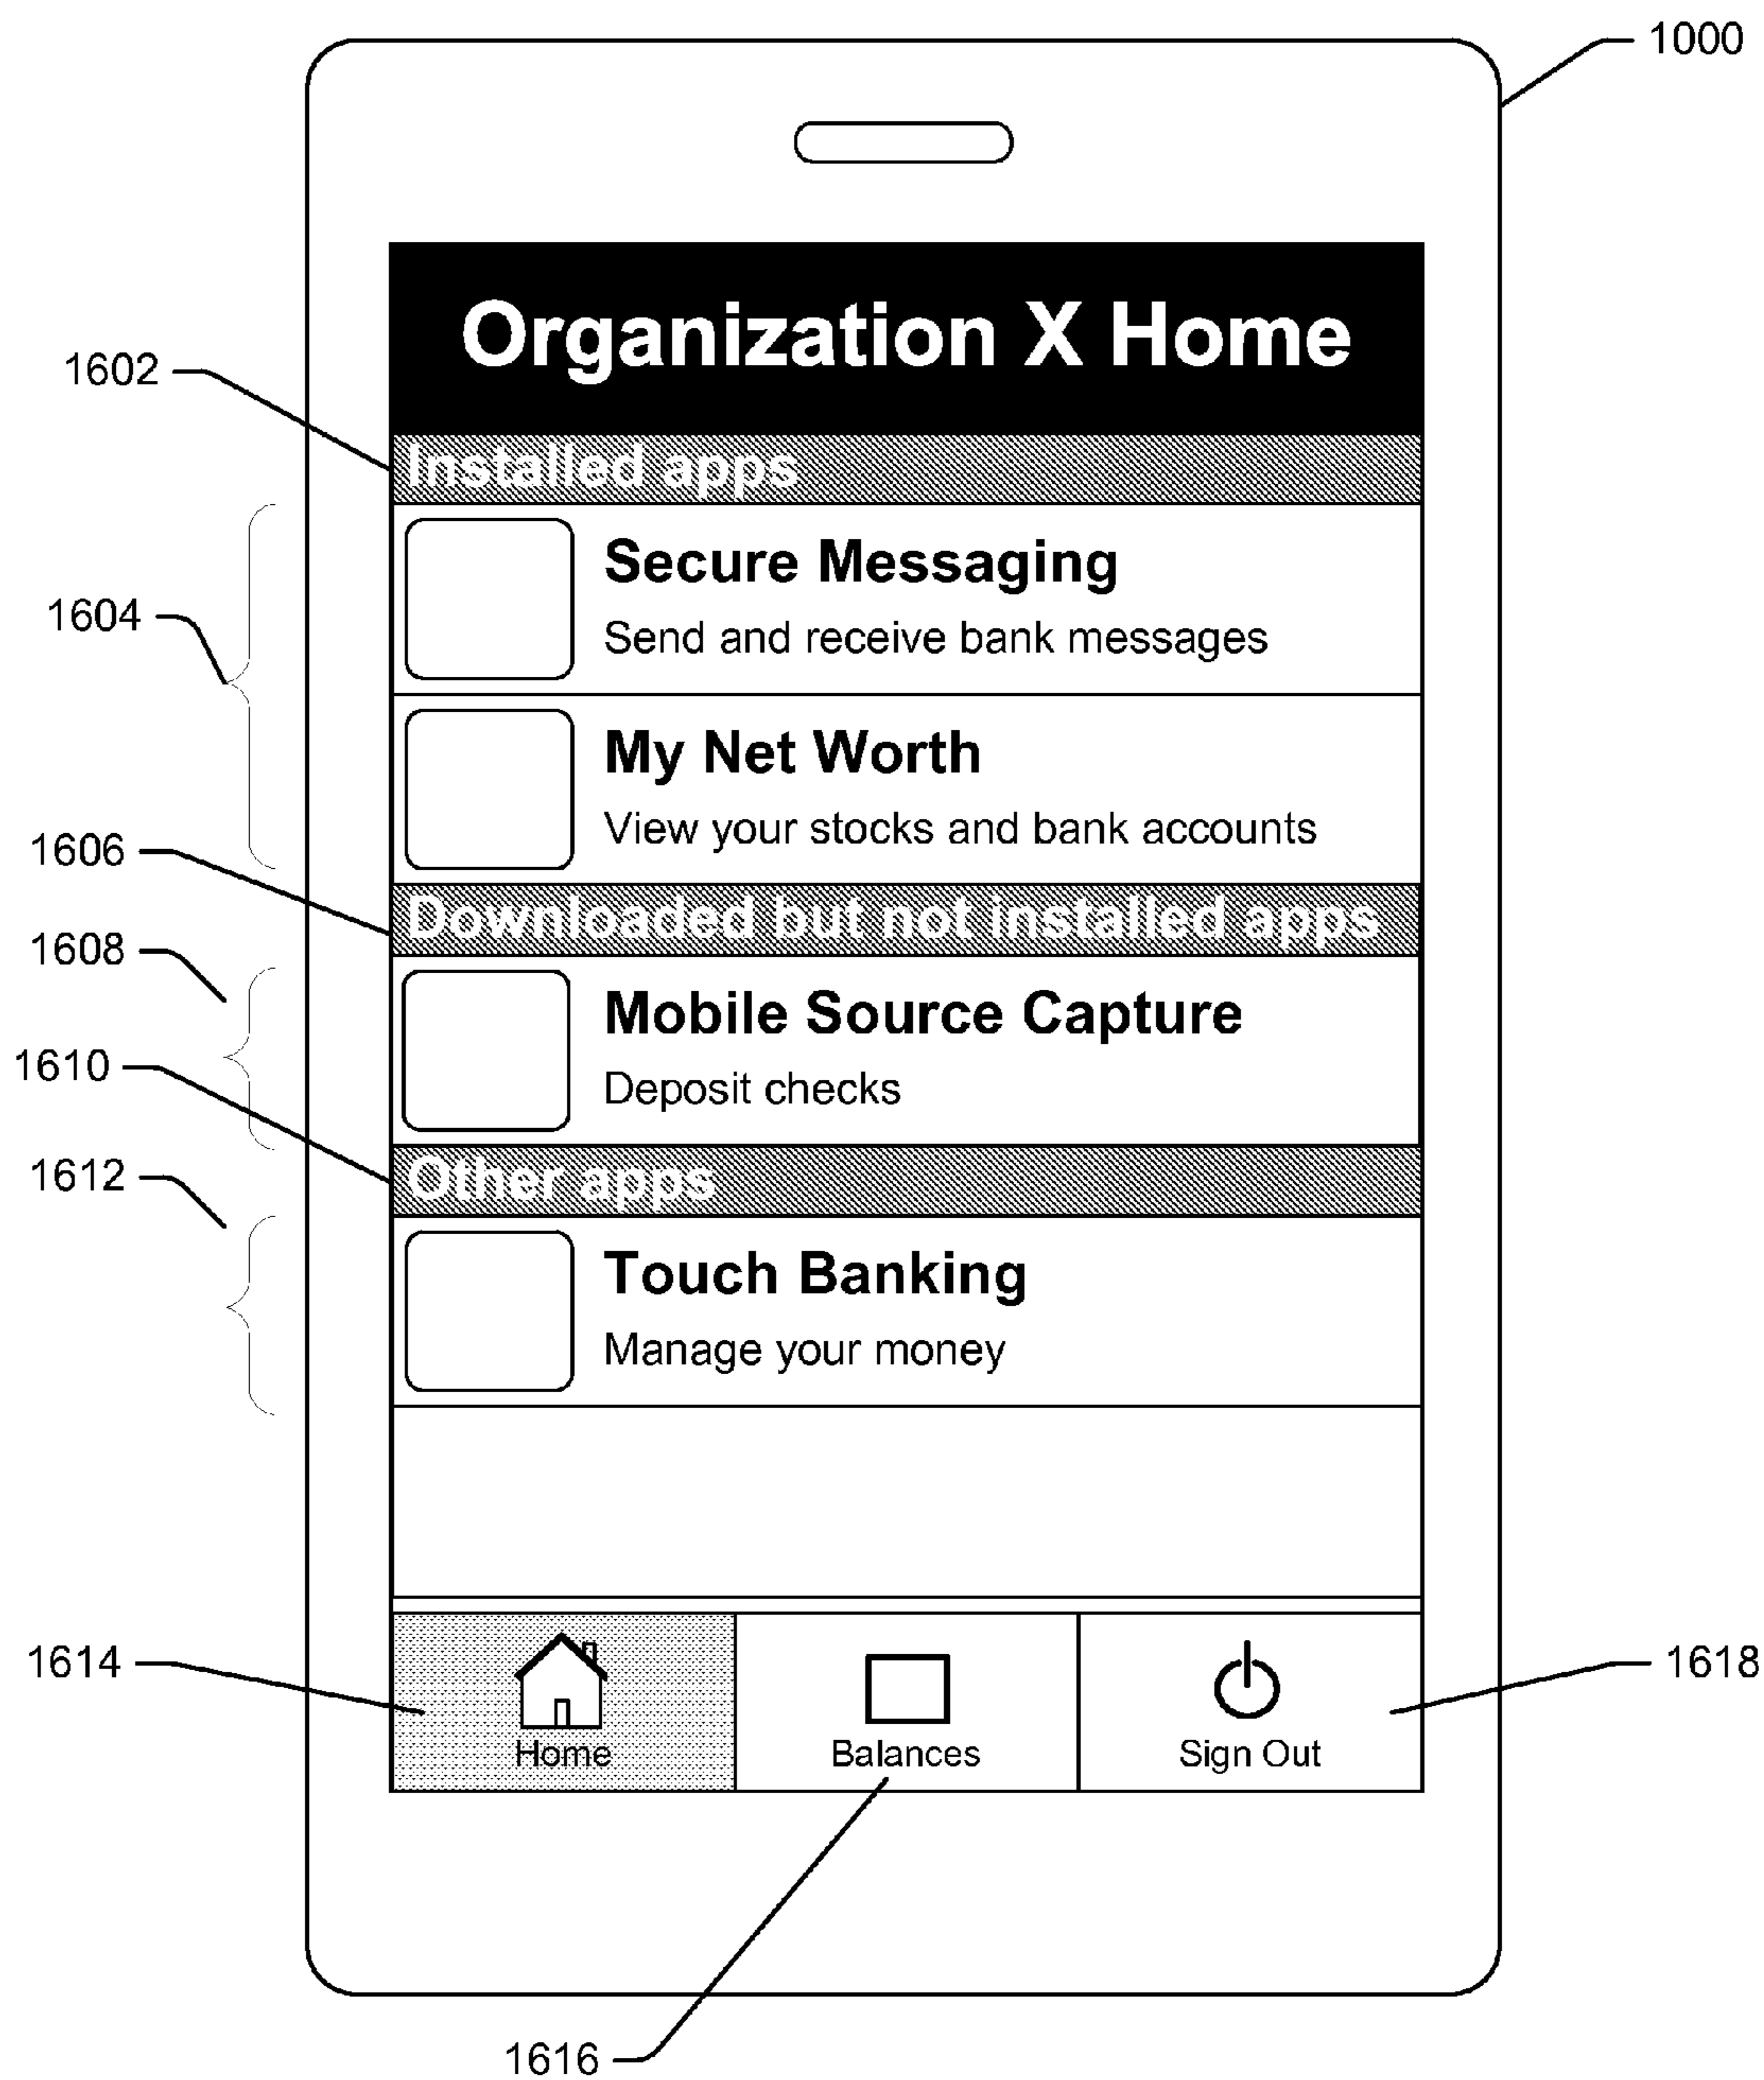 1000
Organization X Home
1602
Installed apps
Secure Messaging
1604
Send and receive bank messages
My Net Worth
View your stocks and bank accounts
1606
Downloaded but not installed apps
1608
Mobile Source Capture
1610
Deposit checks
1612
Other apps
Touch Banking
Manage your money
1614
1618
Home
Balances
Sign Out
1616